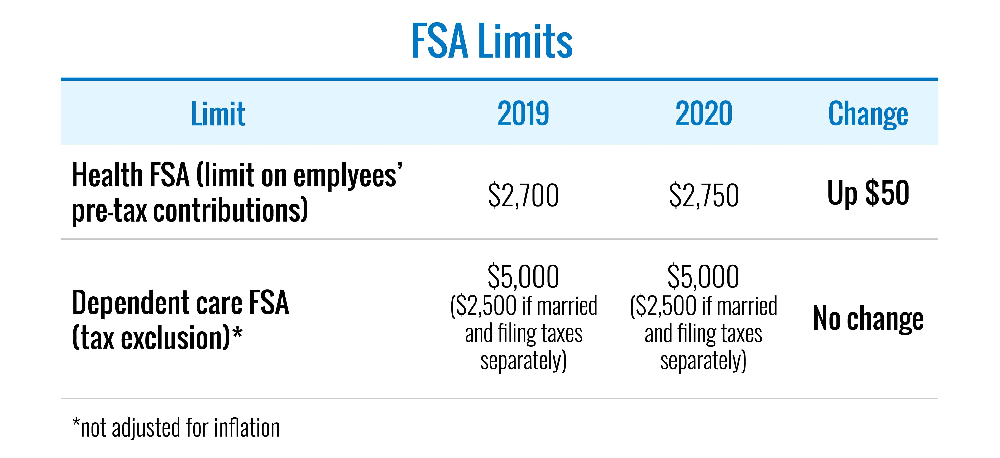 FSA Limits
Limit 2019 2020 Change
Health FSA (limit on emplyees’
pre-tax contributions)
$2,700 $2,750 Up $50
Dependent care FSA
(tax exclusion)*
$5,000
($2,500 if married
and filing taxes
separately)
$5,000
($2,500 if married
and filing taxes
separately)
No change
*not adjusted for inflation